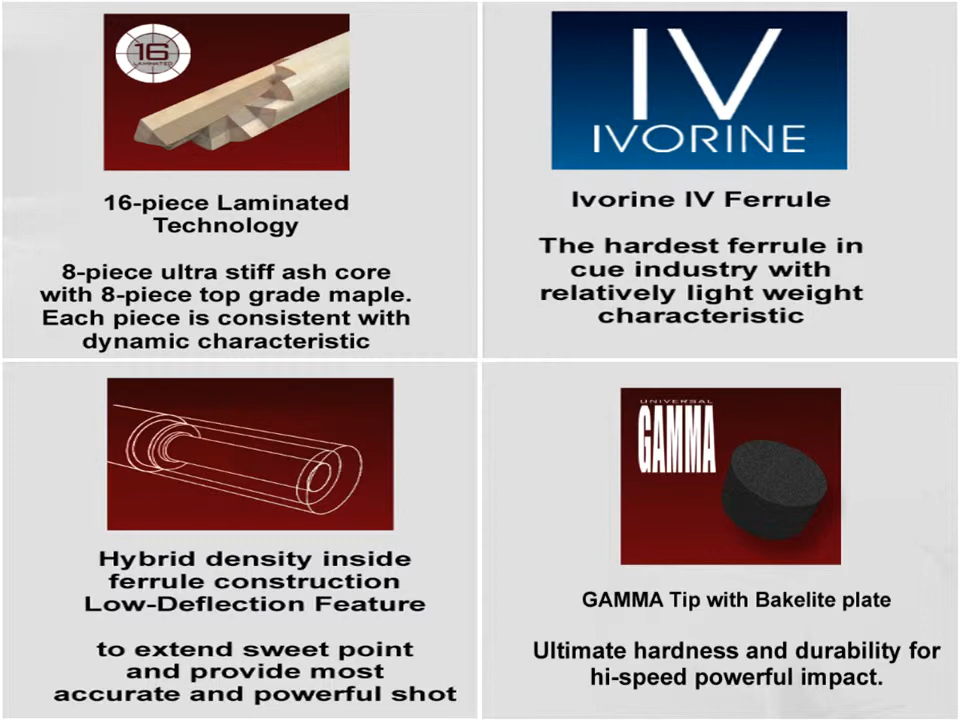 16
LAMINATED
16-piece Laminated
Technology
8-piece ultra stiff ash core
with 8-piece top grade maple.
Each piece is consistent with
dynamic characteristic
IV
IVORINE
Ivorine IV Ferrule
The hardest ferrule in
cue industry with
relatively light weight
characteristic
Hybrid density inside
ferrule construction
Low-Deflection Feature
to extend sweet point
and provide most
accurate and powerful shot
UNIVERSAL
GAMMA
GAMMA Tip with Bakelite plate
Ultimate hardness and durability for
hi-speed powerful impact.